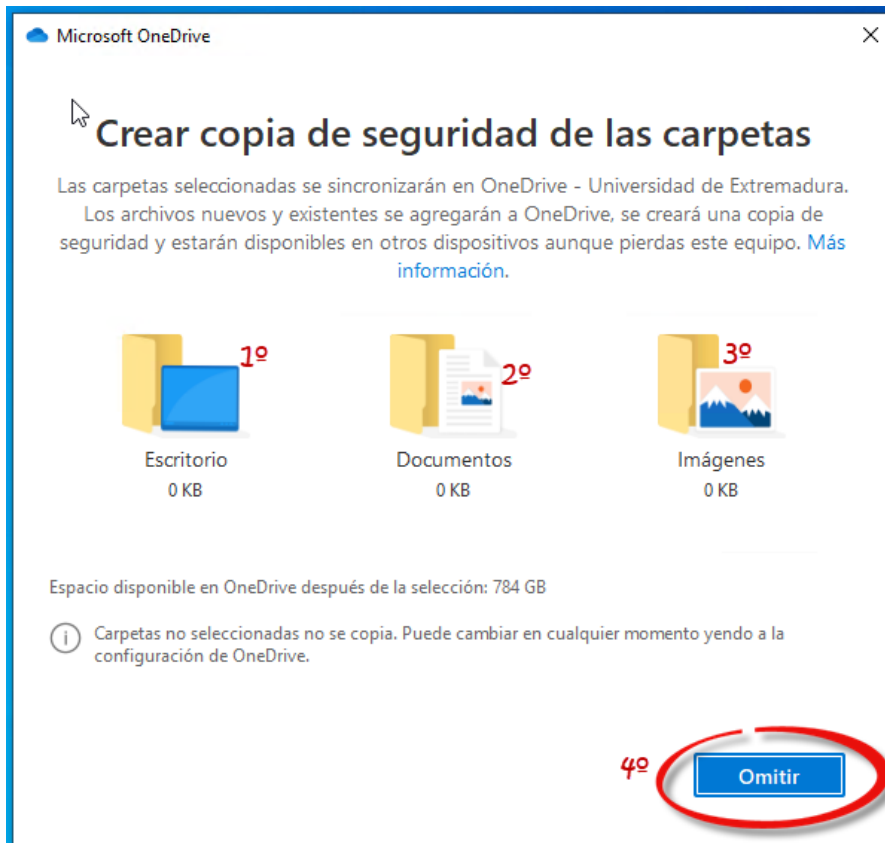 Microsoft OneDrive
Crear copia de seguridad de las carpetas
Las carpetas seleccionadas se sincronizarán en OneDrive - Universidad de Extremadura.
Los archivos nuevos y existentes se agregarán a OneDrive, se creará una copia de
seguridad y estarán disponibles en otros dispositivos aunque pierdas este equipo. Más
información.
1º
2º
3º
Escritorio
0 KB
Documentos
0 KB
Imágenes
0 KB
Espacio disponible en OneDrive después de la selección: 784 GB
Carpetas no seleccionadas no se copia. Puede cambiar en cualquier momento yendo a la
configuración de OneDrive.
4º
Omitir